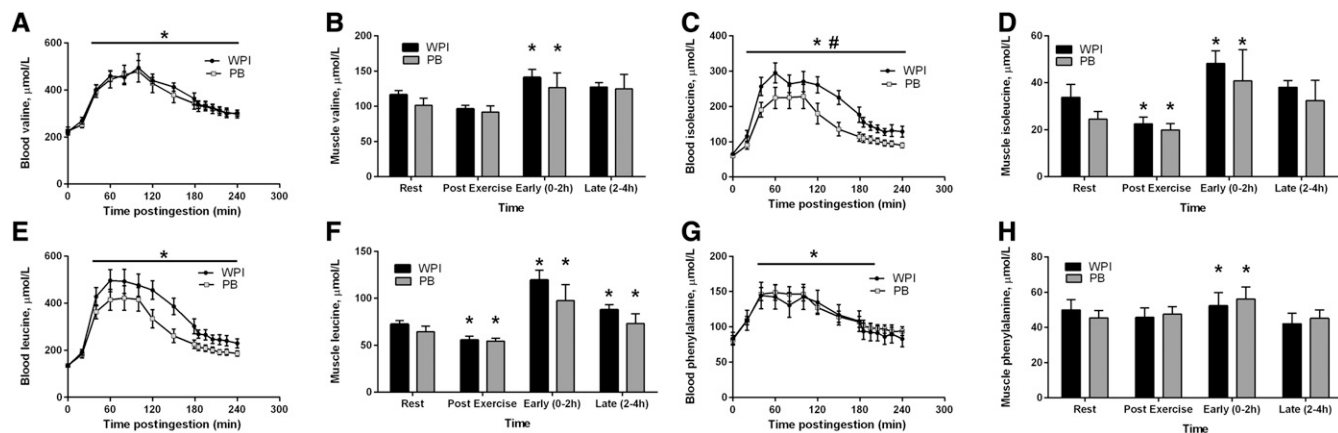 A
*
600
400
200
0
Blood valine, μmol/L
WPI
PB
0 60 120 180 240 300
Time postingestion (min)
B
200
150
100
50
0
Muscle valine, μmol/L
WPI
PB
* *
Rest Post Exercise Early (0-2h) Late (2-4h)
Time
C
* #
400
300
200
100
0
Blood isoleucine, μmol/L
WPI
PB
0 60 120 180 240 300
Time postingestion (min)
D
60
40
20
0
Muscle isoleucine, μmol/L
WPI
PB
* * * *
Rest Post Exercise Early (0-2h) Late (2-4h)
Time
E
*
600
400
200
0
Blood leucine, μmol/L
WPI
PB
0 60 120 180 240 300
Time postingestion (min)
F
150
100
50
0
Muscle leucine, μmol/L
WPI
PB
* * * * * *
Rest Post Exercise Early (0-2h) Late (2-4h)
Time
G
*
200
150
100
50
0
Blood phenylalanine, μmol/L
WPI
PB
0 60 120 180 240 300
Time postingestion (min)
H
80
60
40
20
0
Muscle phenylalanine, μmol/L
WPI
PB
* *
Rest Post Exercise Early (0-2h) Late (2-4h)
Time